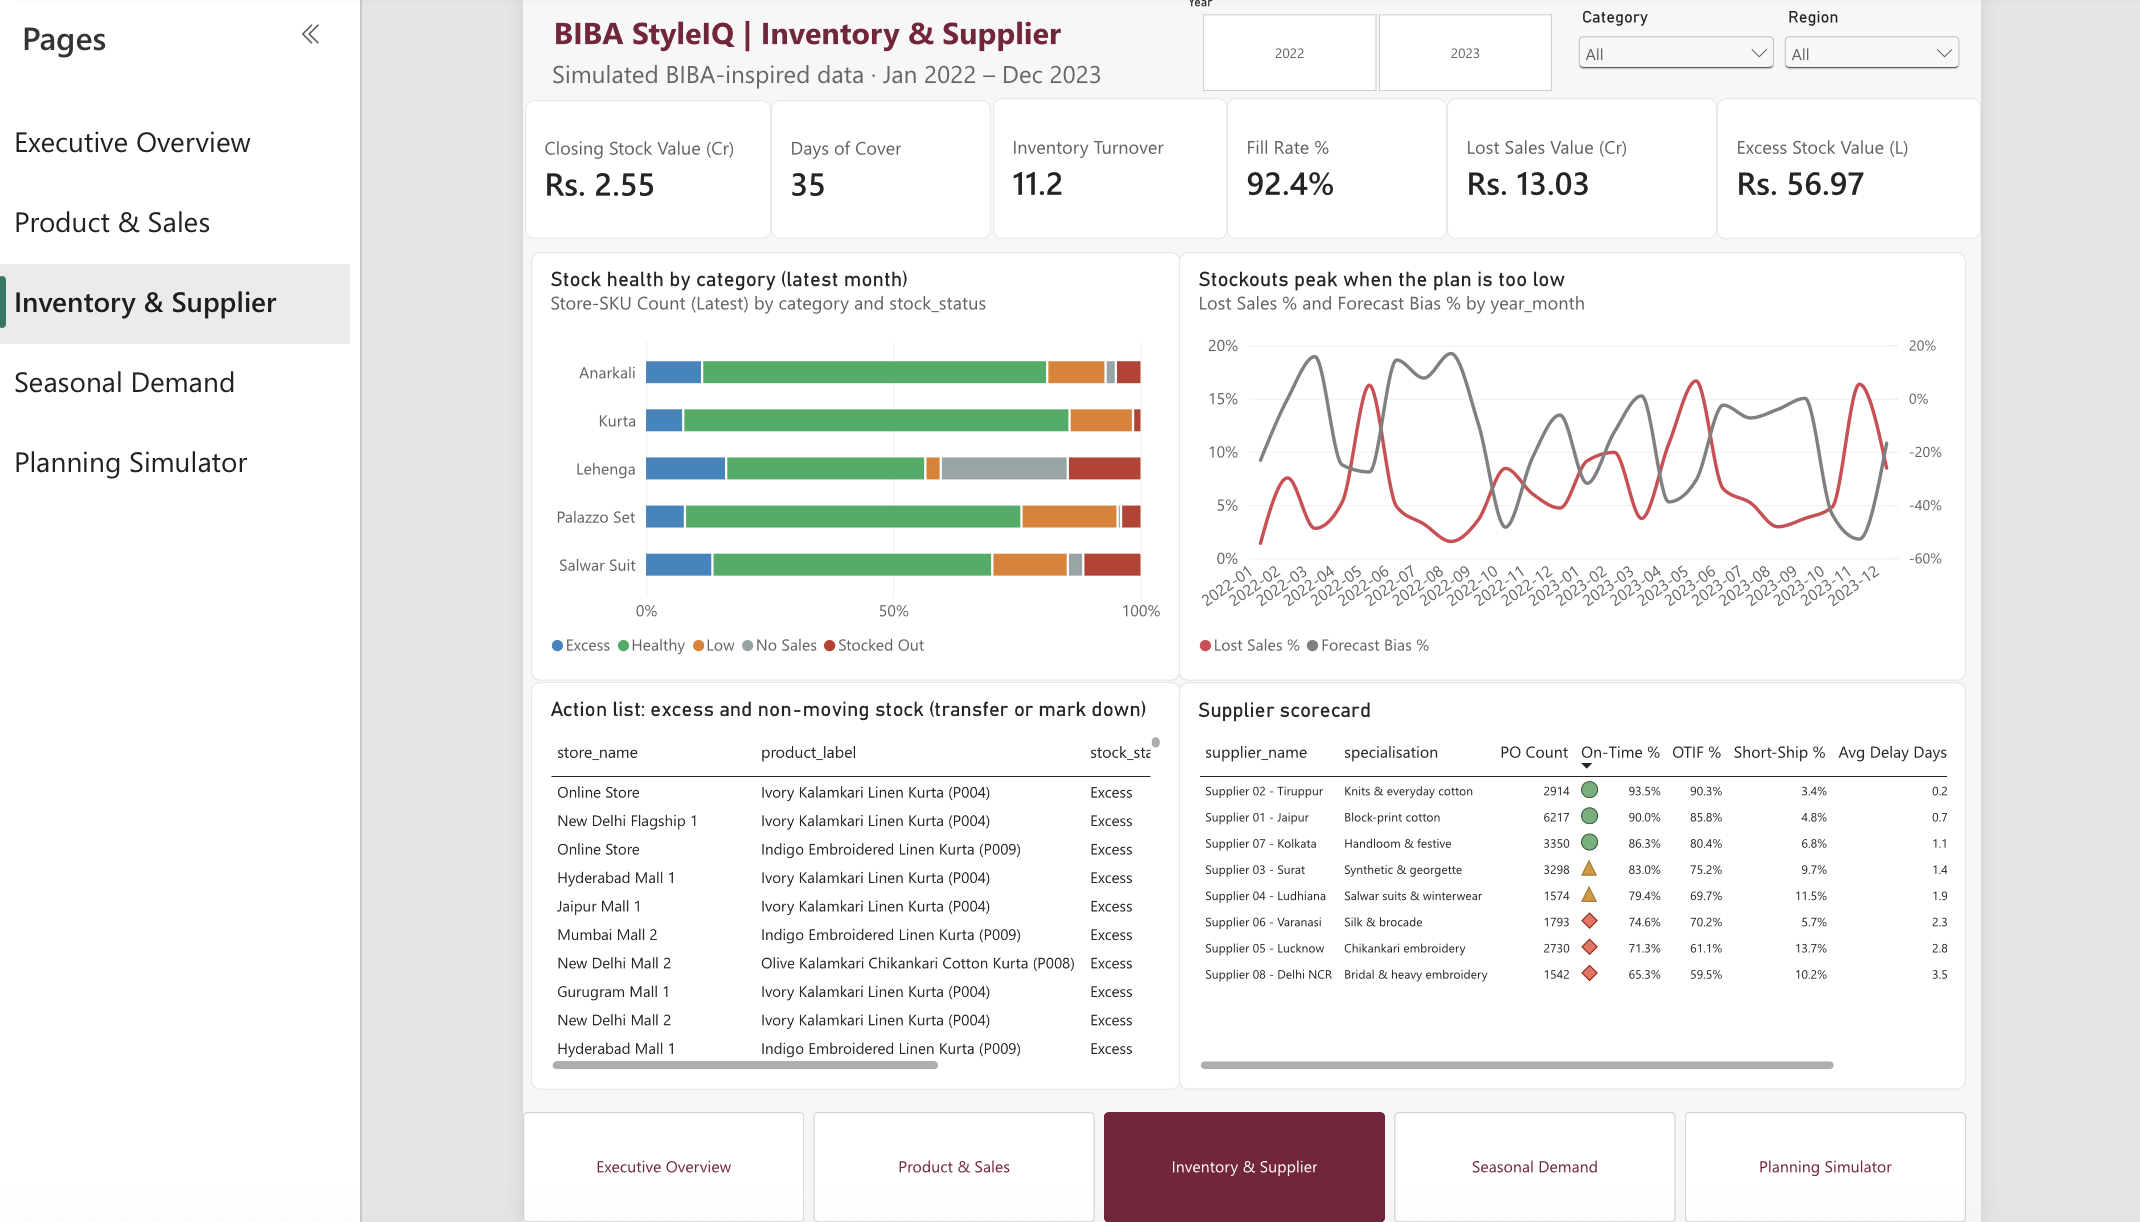 Pages
Executive Overview
Product & Sales
Inventory & Supplier
Seasonal Demand
Planning Simulator
BIBA StyleIQ | Inventory & Supplier
Simulated BIBA-inspired data · Jan 2022 – Dec 2023
Year
2022
2023
Category
All
Region
All
Closing Stock Value (Cr)
Rs. 2.55
Days of Cover
35
Inventory Turnover
11.2
Fill Rate %
92.4%
Lost Sales Value (Cr)
Rs. 13.03
Excess Stock Value (L)
Rs. 56.97
Stock health by category (latest month)
Store-SKU Count (Latest) by category and stock_status
Anarkali
Kurta
Lehenga
Palazzo Set
Salwar Suit
0% 50% 100%
Excess Healthy Low No Sales Stocked Out
Stockouts peak when the plan is too low
Lost Sales % and Forecast Bias % by year_month
20% 20%
15% 0%
10% -20%
5% -40%
0% -60%
2022-01 2022-02 2022-03 2022-04 2022-05 2022-06 2022-07 2022-08 2022-09 2022-10 2022-11 2022-12 2023-01 2023-02 2023-03 2023-04 2023-05 2023-06 2023-07 2023-08 2023-09 2023-10 2023-11 2023-12
Lost Sales % Forecast Bias %
Action list: excess and non-moving stock (transfer or mark down)
store_name product_label stock_sta
Online Store Ivory Kalamkari Linen Kurta (P004) Excess
New Delhi Flagship 1 Ivory Kalamkari Linen Kurta (P004) Excess
Online Store Indigo Embroidered Linen Kurta (P009) Excess
Hyderabad Mall 1 Ivory Kalamkari Linen Kurta (P004) Excess
Jaipur Mall 1 Ivory Kalamkari Linen Kurta (P004) Excess
Mumbai Mall 2 Indigo Embroidered Linen Kurta (P009) Excess
New Delhi Mall 2 Olive Kalamkari Chikankari Cotton Kurta (P008) Excess
Gurugram Mall 1 Ivory Kalamkari Linen Kurta (P004) Excess
New Delhi Mall 2 Ivory Kalamkari Linen Kurta (P004) Excess
Hyderabad Mall 1 Indigo Embroidered Linen Kurta (P009) Excess
Supplier scorecard
supplier_name specialisation PO Count On-Time % OTIF % Short-Ship % Avg Delay Days
Supplier 02 - Tiruppur Knits & everyday cotton 2914 93.5% 90.3% 3.4% 0.2
Supplier 01 - Jaipur Block-print cotton 6217 90.0% 85.8% 4.8% 0.7
Supplier 07 - Kolkata Handloom & festive 3350 86.3% 80.4% 6.8% 1.1
Supplier 03 - Surat Synthetic & georgette 3298 83.0% 75.2% 9.7% 1.4
Supplier 04 - Ludhiana Salwar suits & winterwear 1574 79.4% 69.7% 11.5% 1.9
Supplier 06 - Varanasi Silk & brocade 1793 74.6% 70.2% 5.7% 2.3
Supplier 05 - Lucknow Chikankari embroidery 2730 71.3% 61.1% 13.7% 2.8
Supplier 08 - Delhi NCR Bridal & heavy embroidery 1542 65.3% 59.5% 10.2% 3.5
Executive Overview
Product & Sales
Inventory & Supplier
Seasonal Demand
Planning Simulator